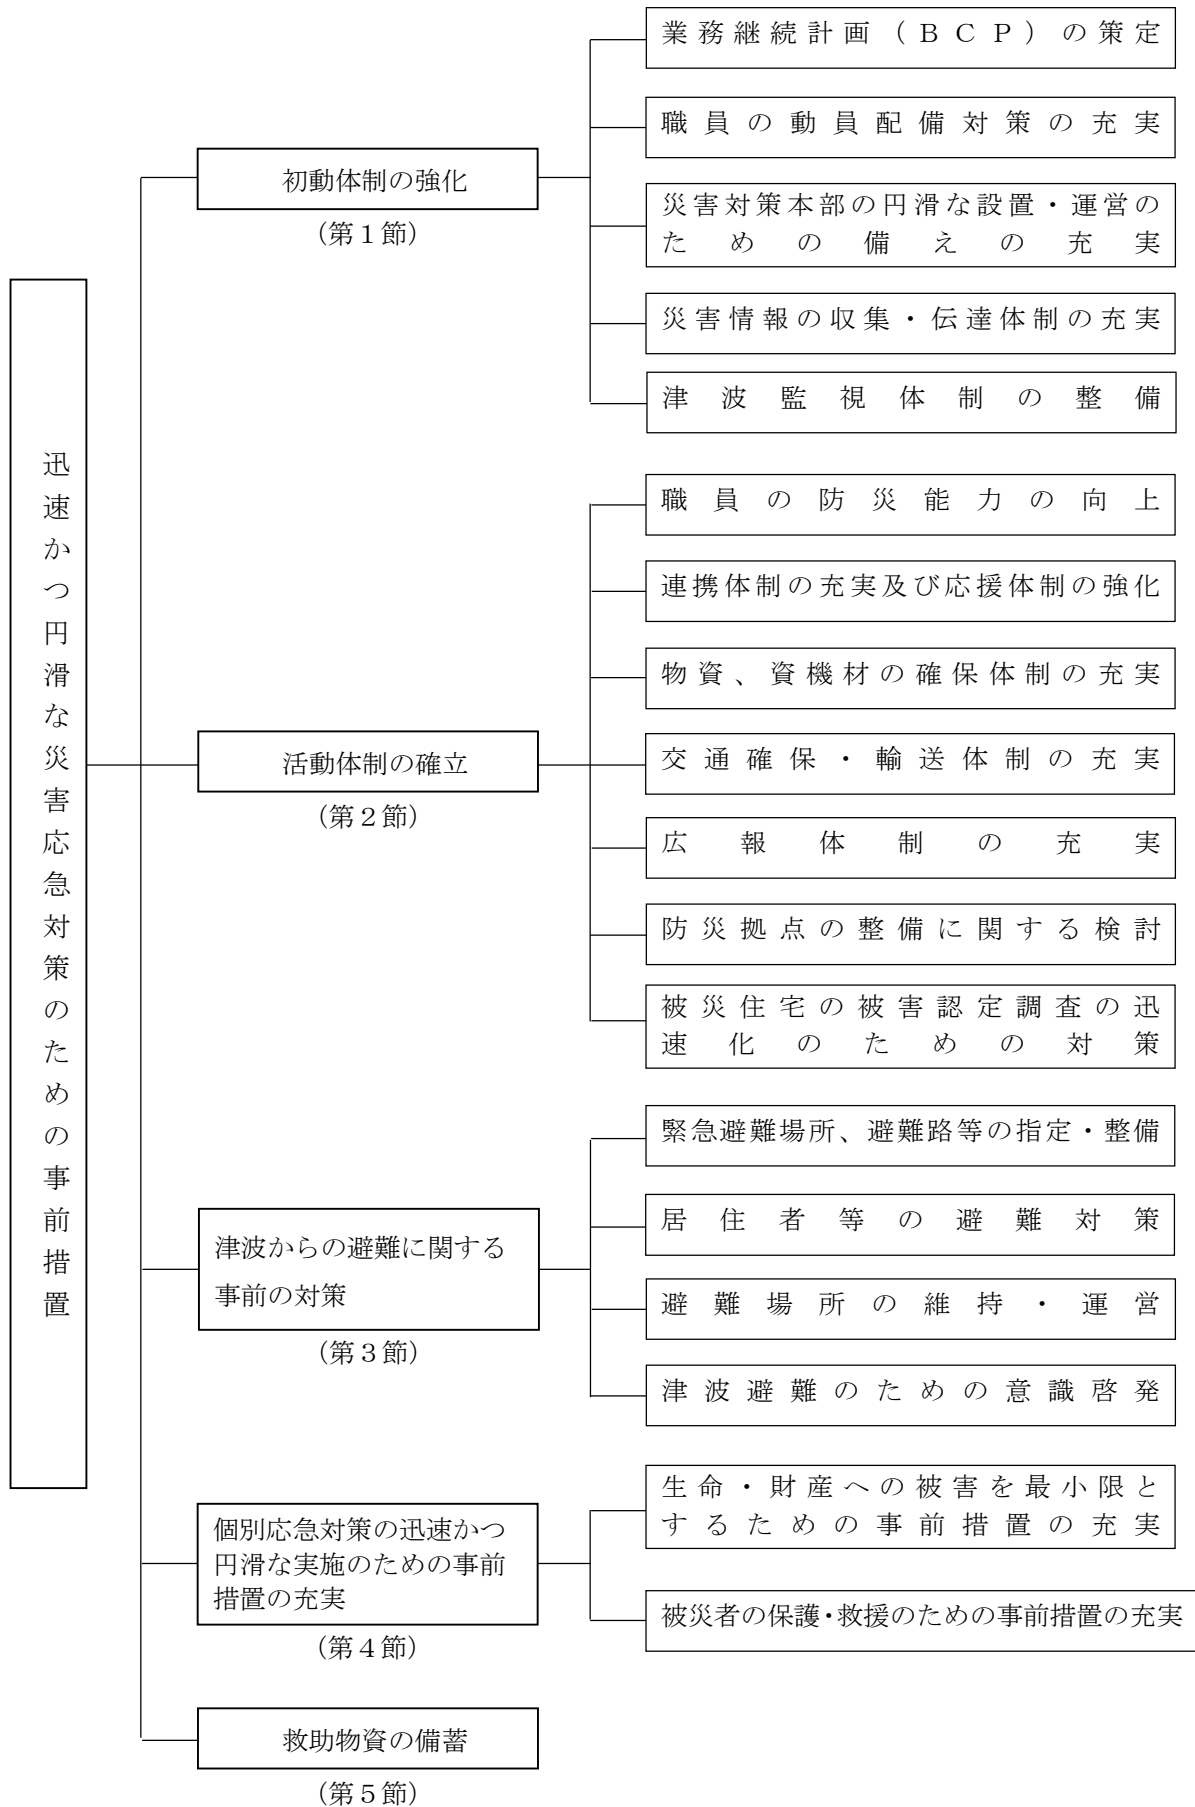 迅速かつ円滑な災害応急対策のための事前措置
初動体制の強化
（第１節）
業務継続計画（ＢＣＰ）の策定
職員の動員配備対策の充実
災害対策本部の円滑な設置・運営の
ための備えの充実
災害情報の収集・伝達体制の充実
津波監視体制の整備
活動体制の確立
（第２節）
職員の防災能力の向上
連携体制の充実及び応援体制の強化
物資、資機材の確保体制の充実
交通確保・輸送体制の充実
広報体制の充実
防災拠点の整備に関する検討
被災住宅の被害認定調査の迅
速化のための対策
津波からの避難に関する
事前の対策
（第３節）
緊急避難場所、避難路等の指定・整備
居住者等の避難対策
避難場所の維持・運営
津波避難のための意識啓発
個別応急対策の迅速かつ
円滑な実施のための事前
措置の充実
（第４節）
生命・財産への被害を最小限と
するための事前措置の充実
被災者の保護・救援のための事前措置の充実
救助物資の備蓄
（第５節）